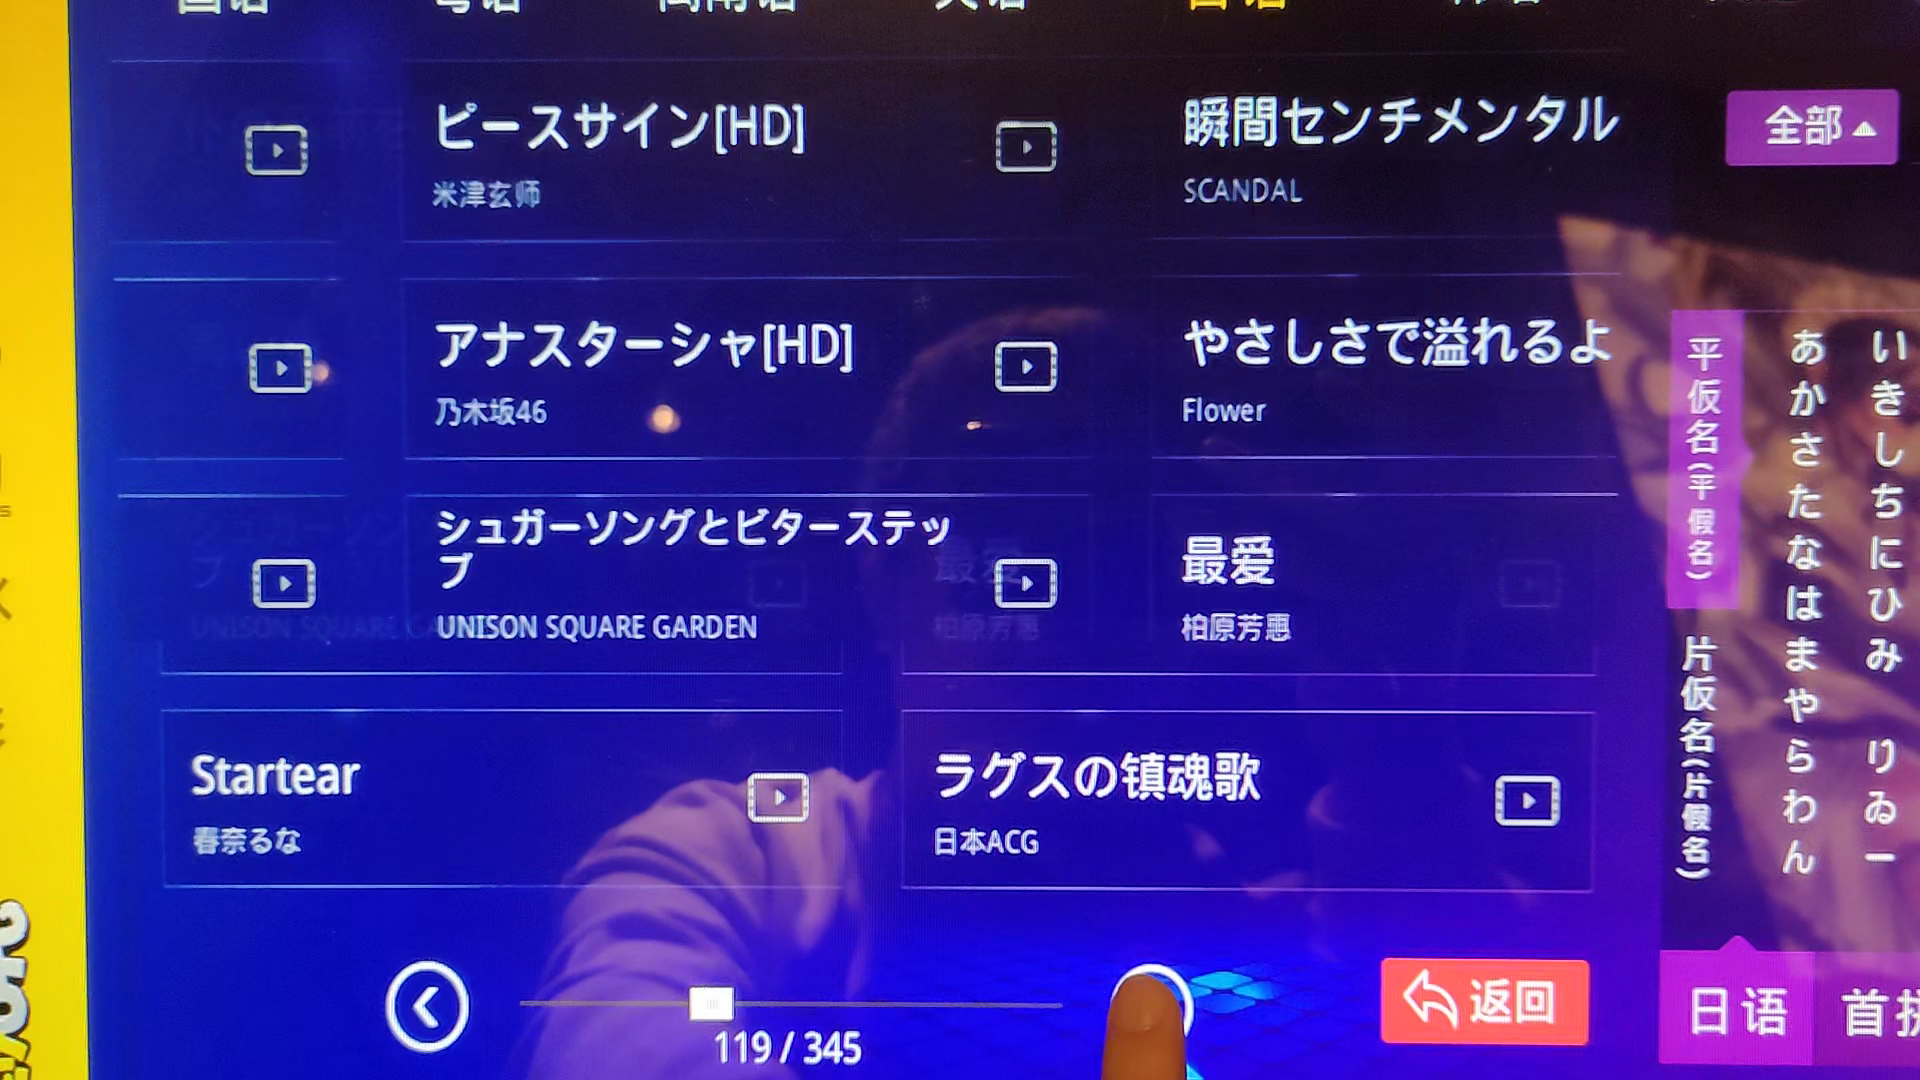 ピースサイン[HD]
米津玄师
瞬間センチメンタル
SCANDAL
全部
アナスターシャ[HD]
乃木坂46
やさしさで溢れるよ
Flower
シュガーソングとビターステッ
プ
UNISON SQUARE GARDEN
最爱
柏原芳恵
Startear
春奈るな
ラグスの镇魂歌
日本ACG
119 / 345
返回
平仮名(平假名)
片仮名(片假名)
あかさたなはまやらわん
いきしちにひみ りゐー
日语
首拼